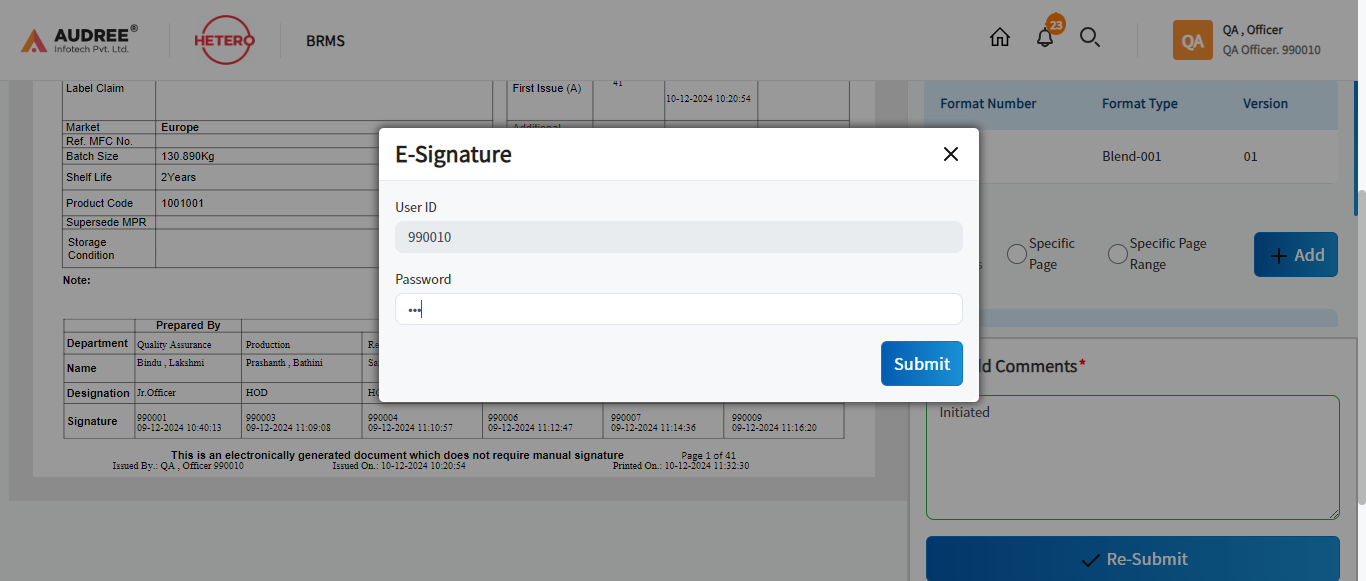 AUDREE®
Infotech Pvt. Ltd.
HETERO
BRMS
23
QA
QA , Officer
QA Officer. 990010
Label Claim
First Issue (A)
41
10-12-2024 10:20:54
Additional
Market
Europe
Ref. MFC No.
Batch Size
130.890Kg
Shelf Life
2Years
Product Code
1001001
Supersede MPR
Storage
Condition
Note:
Prepared By
Department
Quality Assurance
Production
Name
Bindu , Lakshmi
Prashanth , Bathini
Designation
Jr.Officer
HOD
Signature
990001
09-12-2024 10:40:13
990003
09-12-2024 11:09:08
990004
09-12-2024 11:10:57
990006
09-12-2024 11:12:47
990007
09-12-2024 11:14:36
990009
09-12-2024 11:16:20
This is an electronically generated document which does not require manual signature
Page 1 of 41
Issued By.: QA , Officer 990010
Issued On.: 10-12-2024 10:20:54
Printed On.: 10-12-2024 11:32:30
E-Signature
User ID
990010
Password
•••
Submit
Format Number
Format Type
Version
Blend-001
01
Specific
Page
Specific Page
Range
+ Add
d Comments*
Initiated
Re-Submit